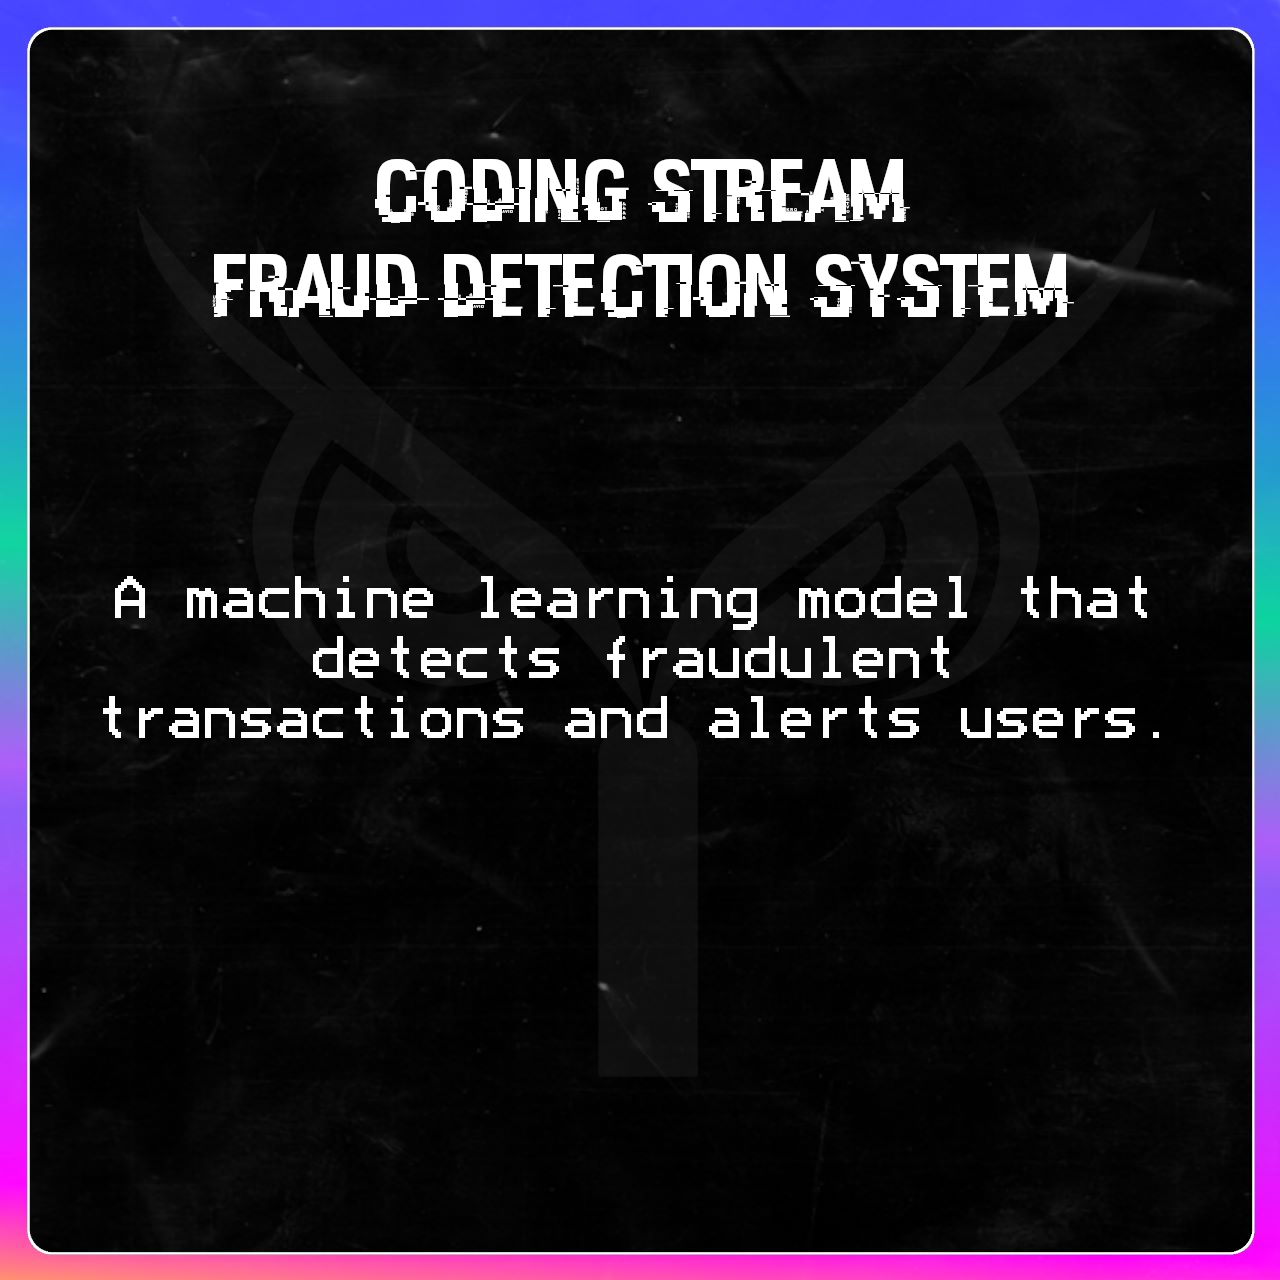 CODING STREAM
FRAUD DETECTION SYSTEM
A machine learning model that
detects fraudulent
transactions and alerts users.